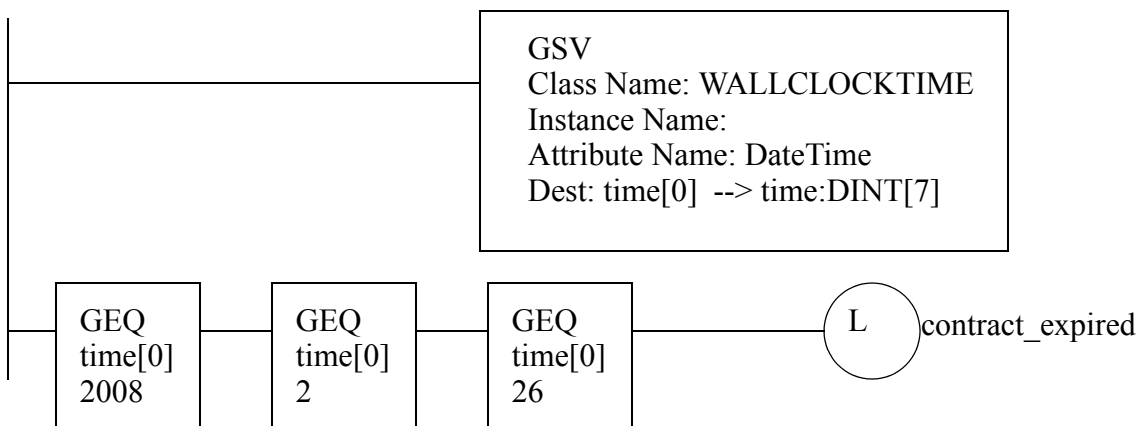 GSV
Class Name: WALLCLOCKTIME
Instance Name:
Attribute Name: DateTime
Dest: time[0] --> time:DINT[7]
GEQ
time[0]
2008
GEQ
time[0]
2
GEQ
time[0]
26
L
contract_expired